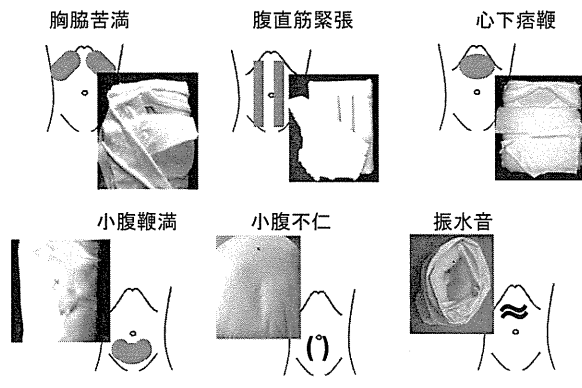 胸脇苦満
腹直筋緊張
心下痞鞕
小腹鞕満
小腹不仁
振水音